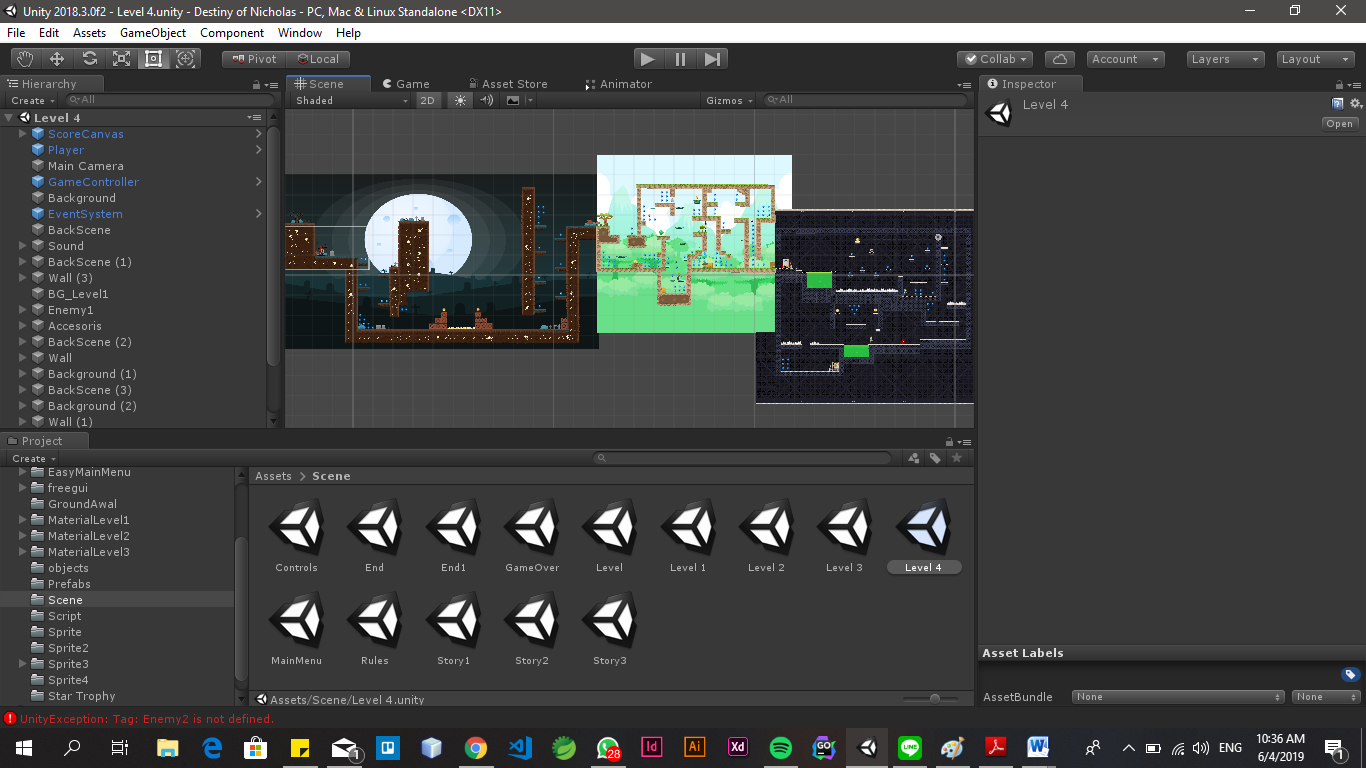 Unity 2018.3.0f2 - Level 4.unity - Destiny of Nicholas - PC, Mac & Linux Standalone <DX11>
File Edit Assets GameObject Component Window Help
Pivot Local Collab Account Layers Layout
Hierarchy
Create All
Level 4
ScoreCanvas
Player
Main Camera
GameController
Background
EventSystem
BackScene
Sound
BackScene (1)
Wall (3)
BG_Level1
Enemy1
Accesoris
BackScene (2)
Wall
Background (1)
BackScene (3)
Background (2)
Wall (1)
Scene Game Asset Store Animator
Shaded 2D Gizmos All
Inspector
Level 4
Open
Project
Create
EasyMainMenu
freegui
GroundAwal
MaterialLevel1
MaterialLevel2
MaterialLevel3
objects
Prefabs
Scene
Script
Sprite
Sprite2
Sprite3
Sprite4
Star Trophy
Assets > Scene
Controls End End1 GameOver Level Level 1 Level 2 Level 3 Level 4
MainMenu Rules Story1 Story2 Story3
Assets/Scene/Level 4.unity
Asset Labels
AssetBundle None None
UnityException: Tag: Enemy2 is not defined.
1 28 Id Ai Xd GO LINE W ENG 10:36 AM
6/4/2019 1